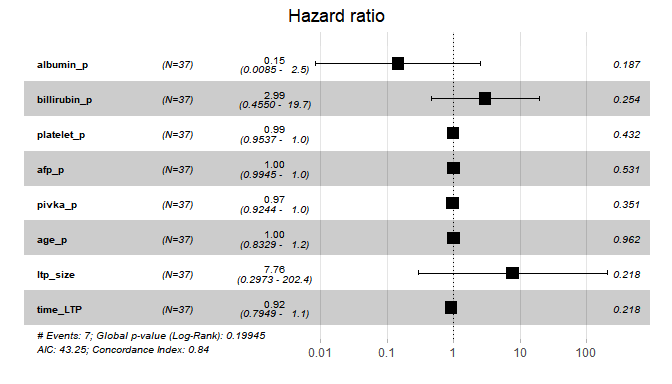 Hazard ratio
albumin_p (N=37) 0.15 0.187
(0.0085 - 2.5)
billirubin_p (N=37) 2.99 0.254
(0.4550 - 19.7)
platelet_p (N=37) 0.99 0.432
(0.9537 - 1.0)
afp_p (N=37) 1.00 0.531
(0.9945 - 1.0)
pivka_p (N=37) 0.97 0.351
(0.9244 - 1.0)
age_p (N=37) 1.00 0.962
(0.8329 - 1.2)
ltp_size (N=37) 7.76 0.218
(0.2973 - 202.4)
time_LTP (N=37) 0.92 0.218
(0.7949 - 1.1)
# Events: 7; Global p-value (Log-Rank): 0.19945
AIC: 43.25; Concordance Index: 0.84
0.01 0.1 1 10 100